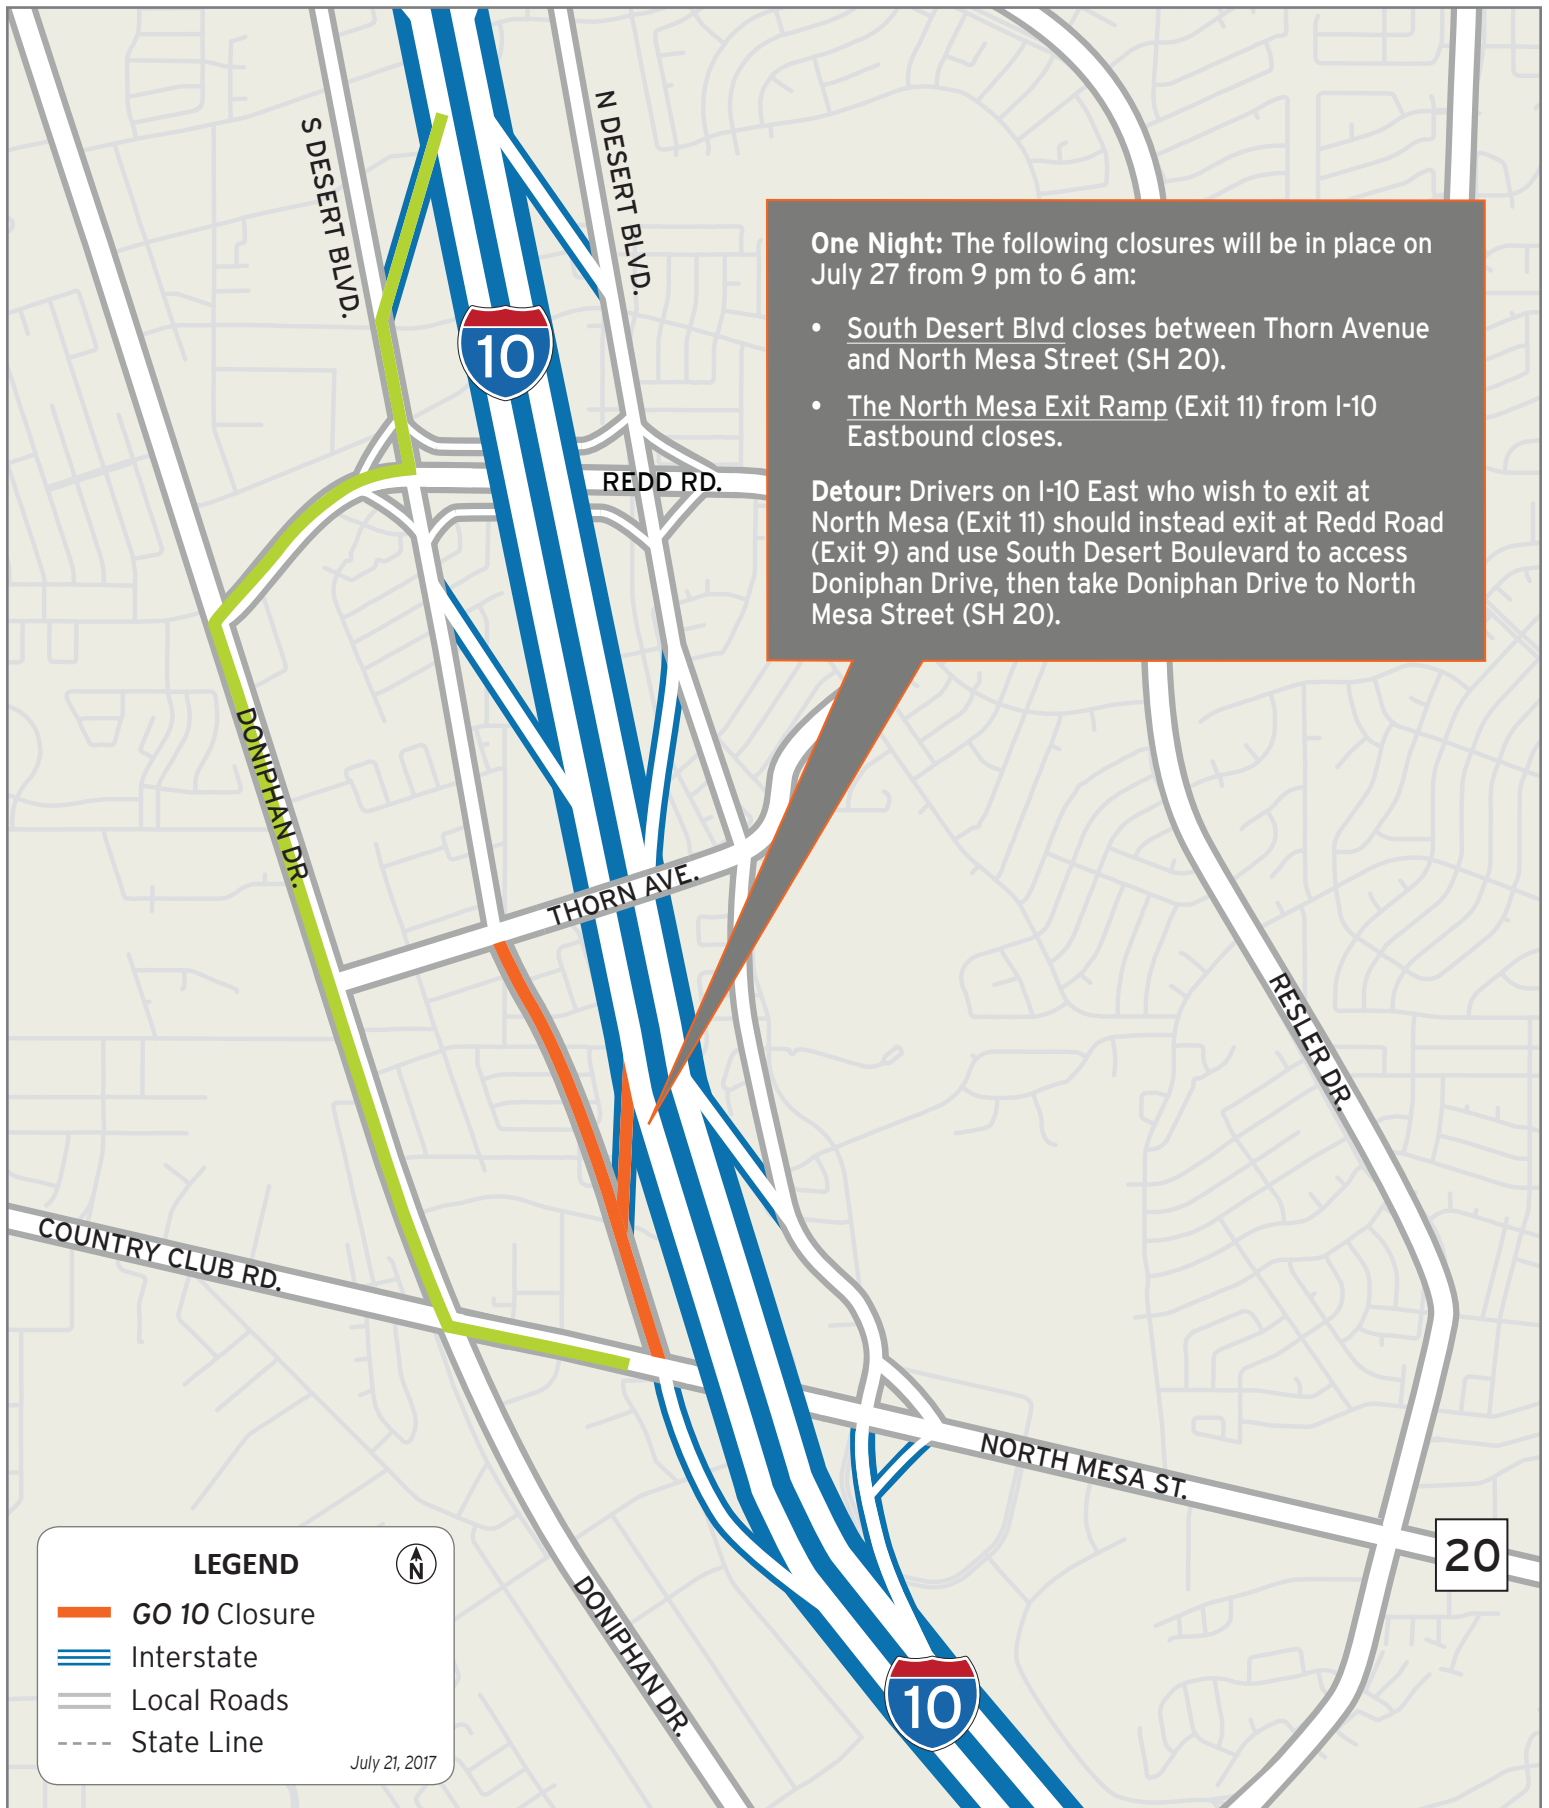 S DESERT BLVD.
N DESERT BLVD.
One Night: The following closures will be in place on
July 27 from 9 pm to 6 am:
• South Desert Blvd closes between Thorn Avenue
and North Mesa Street (SH 20).
• The North Mesa Exit Ramp (Exit 11) from I-10
Eastbound closes.
Detour: Drivers on I-10 East who wish to exit at
North Mesa (Exit 11) should instead exit at Redd Road
(Exit 9) and use South Desert Boulevard to access
Doniphan Drive, then take Doniphan Drive to North
Mesa Street (SH 20).
10
REDD RD.
DONIPHAN DR.
THORN AVE.
RESLER DR.
COUNTRY CLUB RD.
NORTH MESA ST.
20
DONIPHAN DR.
10
LEGEND
N
GO 10 Closure
Interstate
Local Roads
State Line
July 21, 2017